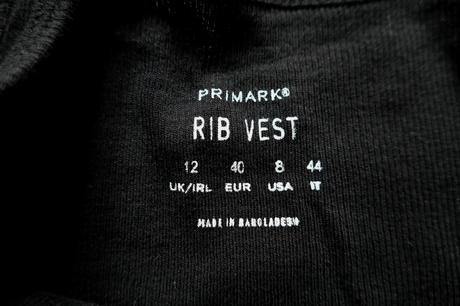 PRIMARK®
RIB VEST
12 40 8 44
UK/IRL EUR USA IT
MADE IN BANGLADESH